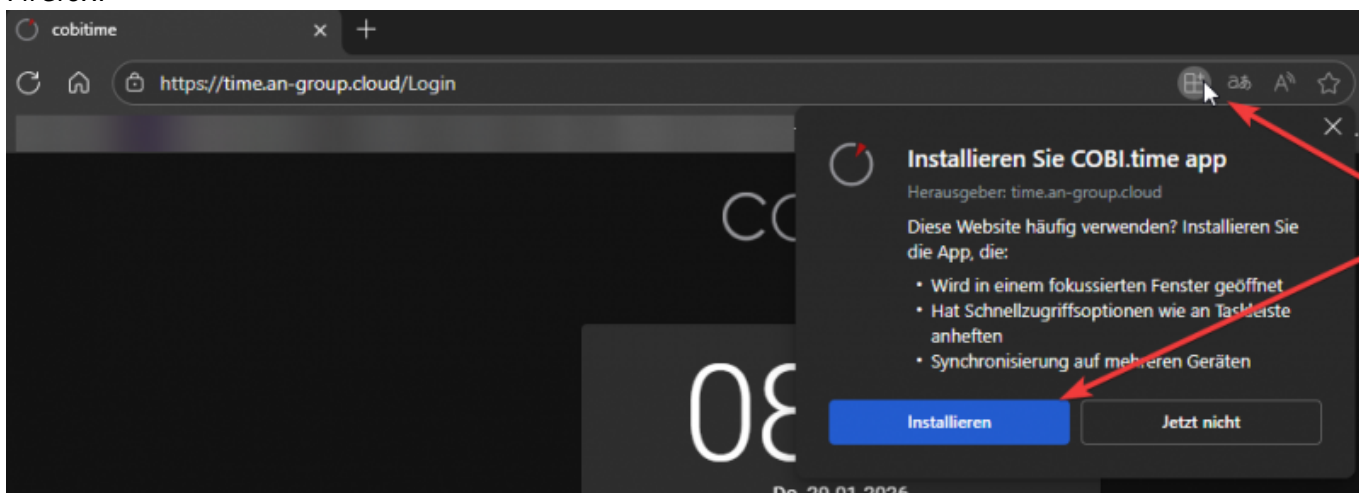 cobitime
https://time.an-group.cloud/Login
aあ A
Installieren Sie COBI.time app
Herausgeber: time.an-group.cloud
Diese Website häufig verwenden? Installieren Sie
die App, die:
• Wird in einem fokussierten Fenster geöffnet
• Hat Schnellzugriffsoptionen wie an Taskleiste
anheften
• Synchronisierung auf mehreren Geräten
Installieren
Jetzt nicht
CO
08